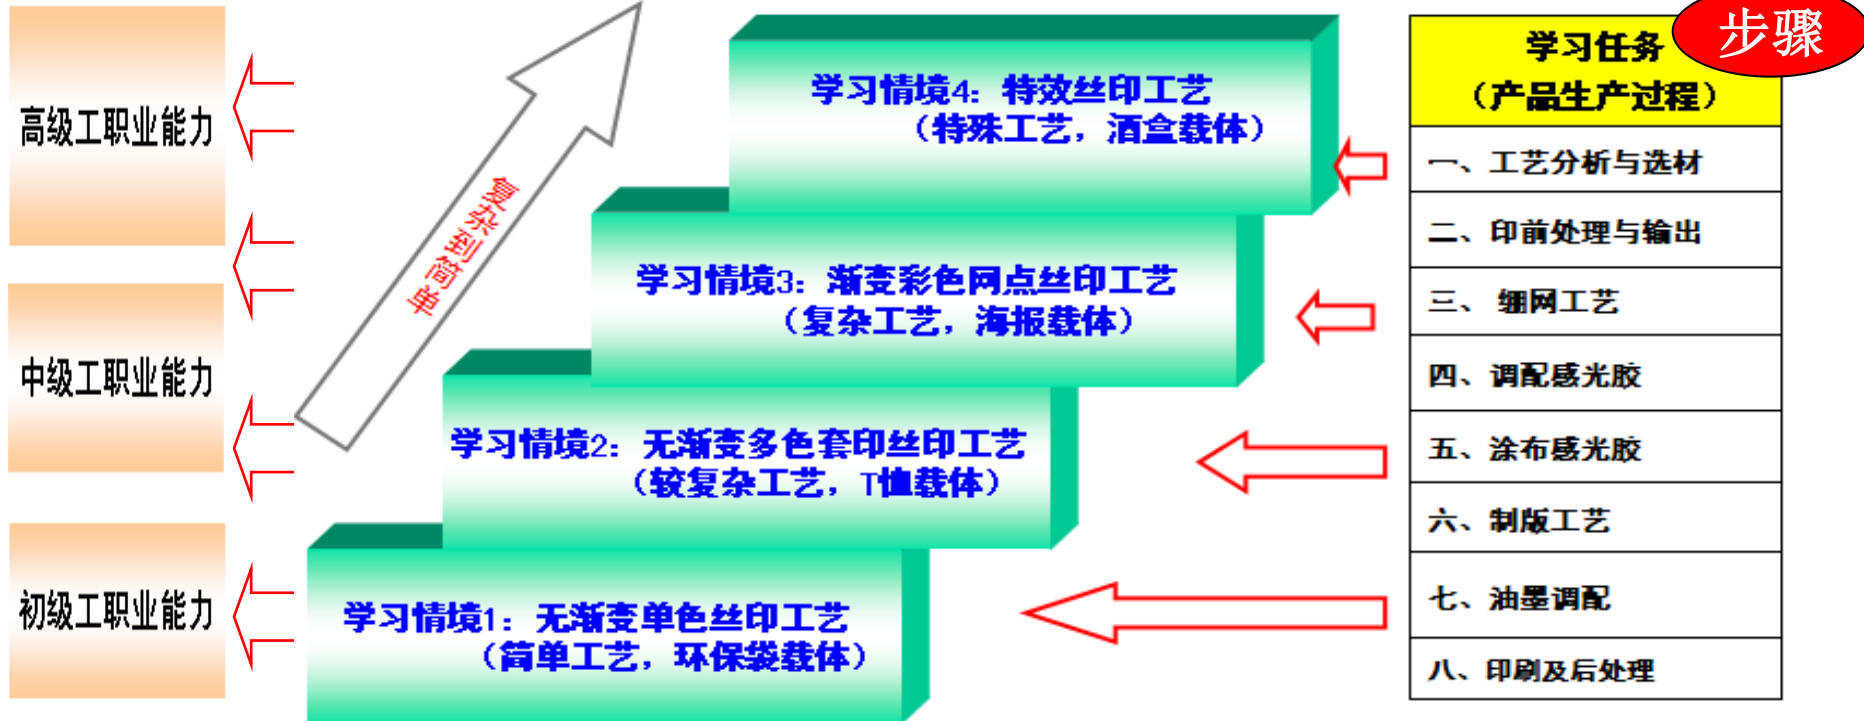 高级工职业能力
中级工职业能力
初级工职业能力
复杂到简单
学习情境4：特效丝印工艺
（特殊工艺，酒盒载体）
学习情境3：渐变彩色网点丝印工艺
（复杂工艺，海报载体）
学习情境2：无渐变多色套印丝印工艺
（较复杂工艺，T恤载体）
学习情境1：无渐变单色丝印工艺
（简单工艺，环保袋载体）
步骤
学习任务
（产品生产过程）
一、工艺分析与选材
二、印前处理与输出
三、 绷网工艺
四、调配感光胶
五、涂布感光胶
六、制版工艺
七、油墨调配
八、印刷及后处理